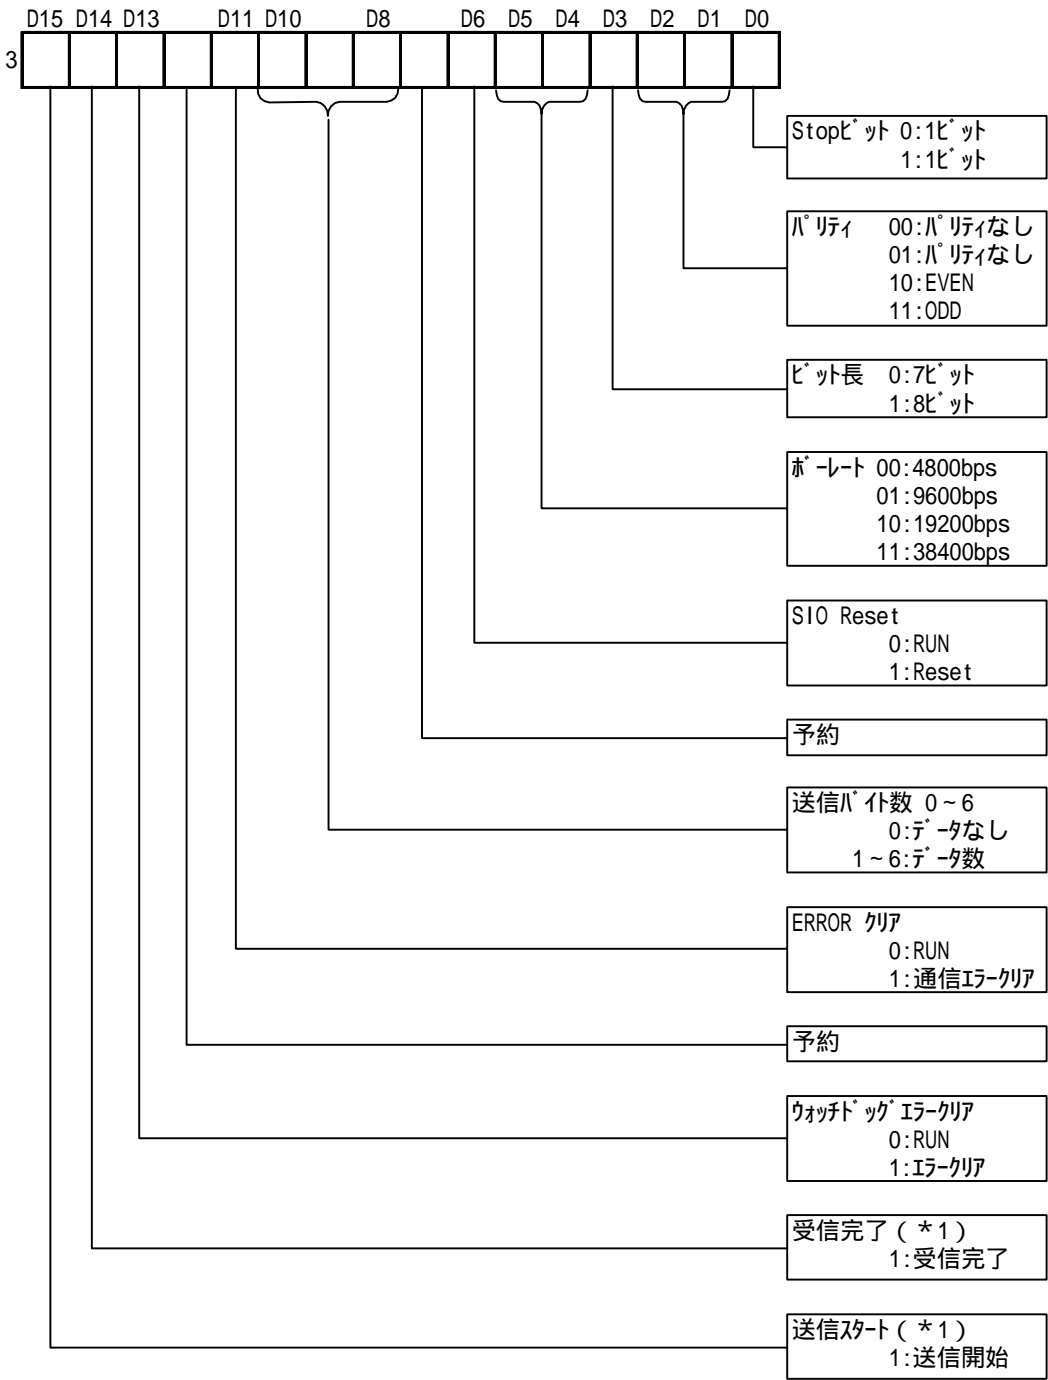 D15 D14 D13 D11 D10 D8 D6 D5 D4 D3 D2 D1 D0
3
Stopビット 0:1ビット
1:1ビット
パリティ 00:パリティなし
01:パリティなし
10:EVEN
11:ODD
ビット長 0:7ビット
1:8ビット
ボーレート 00:4800bps
01:9600bps
10:19200bps
11:38400bps
SIO Reset
0:RUN
1:Reset
予約
送信バイト数 0~6
0:データなし
1~6:データ数
ERROR クリア
0:RUN
1:通信エラークリア
予約
ウォッチドッグエラークリア
0:RUN
1:エラークリア
受信完了(*1)
1:受信完了
送信スタート(*1)
1:送信開始